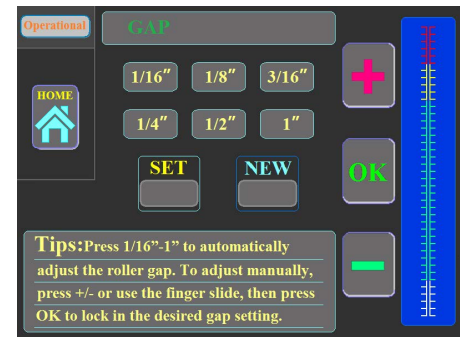 Operational
GAP
HOME
1/16″ 1/8″ 3/16″
1/4″ 1/2″ 1″
SET NEW
OK
Tips:Press 1/16”-1” to automatically
adjust the roller gap. To adjust manually,
press +/- or use the finger slide, then press
OK to lock in the desired gap setting.